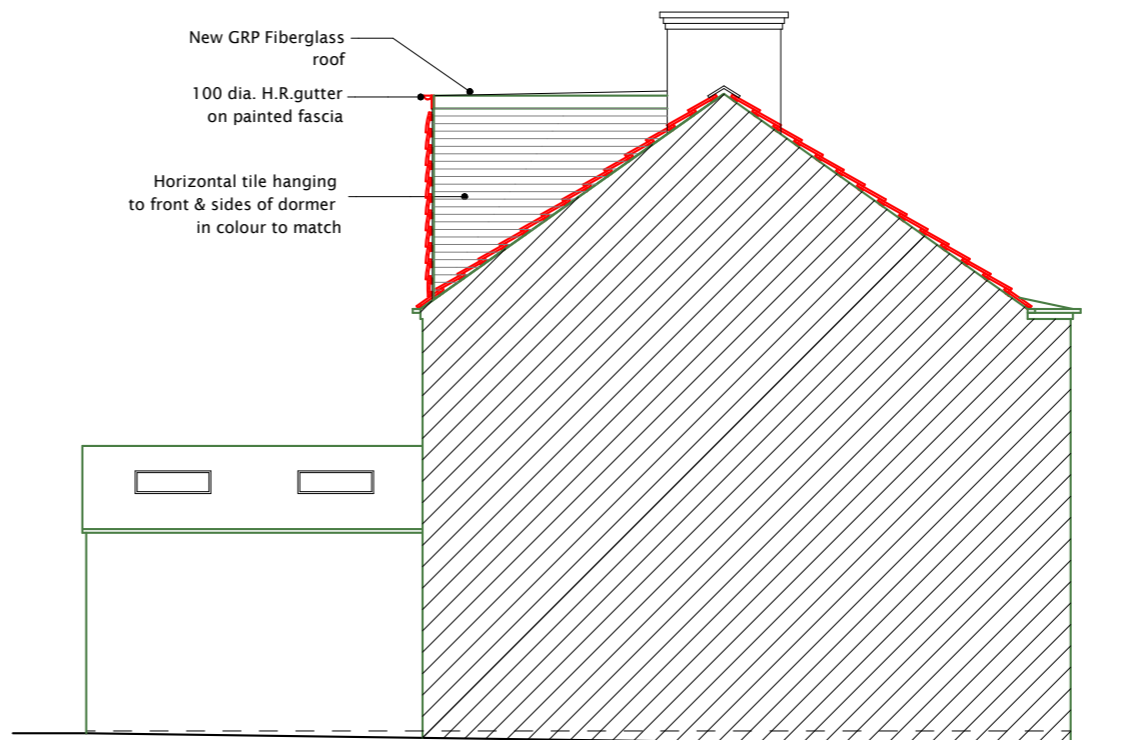 New GRP Fiberglass
roof
100 dia. H.R.gutter
on painted fascia
Horizontal tile hanging
to front & sides of dormer
in colour to match